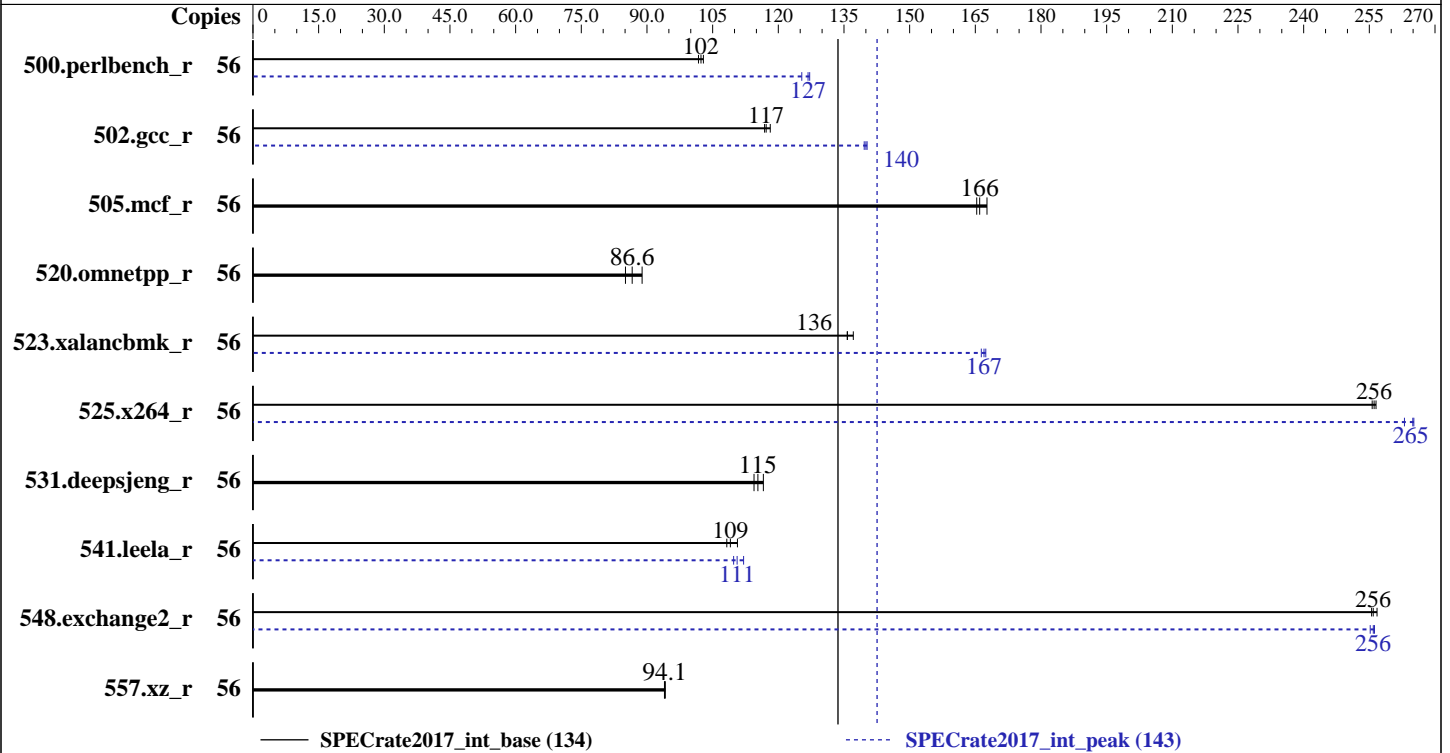 Copies 0 15.0 30.0 45.0 60.0 75.0 90.0 105 120 135 150 165 180 195 210 225 240 255 270
102
500.perlbench_r 56
127
117
502.gcc_r 56
140
166
505.mcf_r 56
86.6
520.omnetpp_r 56
136
523.xalancbmk_r 56
167
256
525.x264_r 56
265
115
531.deepsjeng_r 56
109
541.leela_r 56
111
256
548.exchange2_r 56
256
94.1
557.xz_r 56
SPECrate2017_int_base (134) SPECrate2017_int_peak (143)